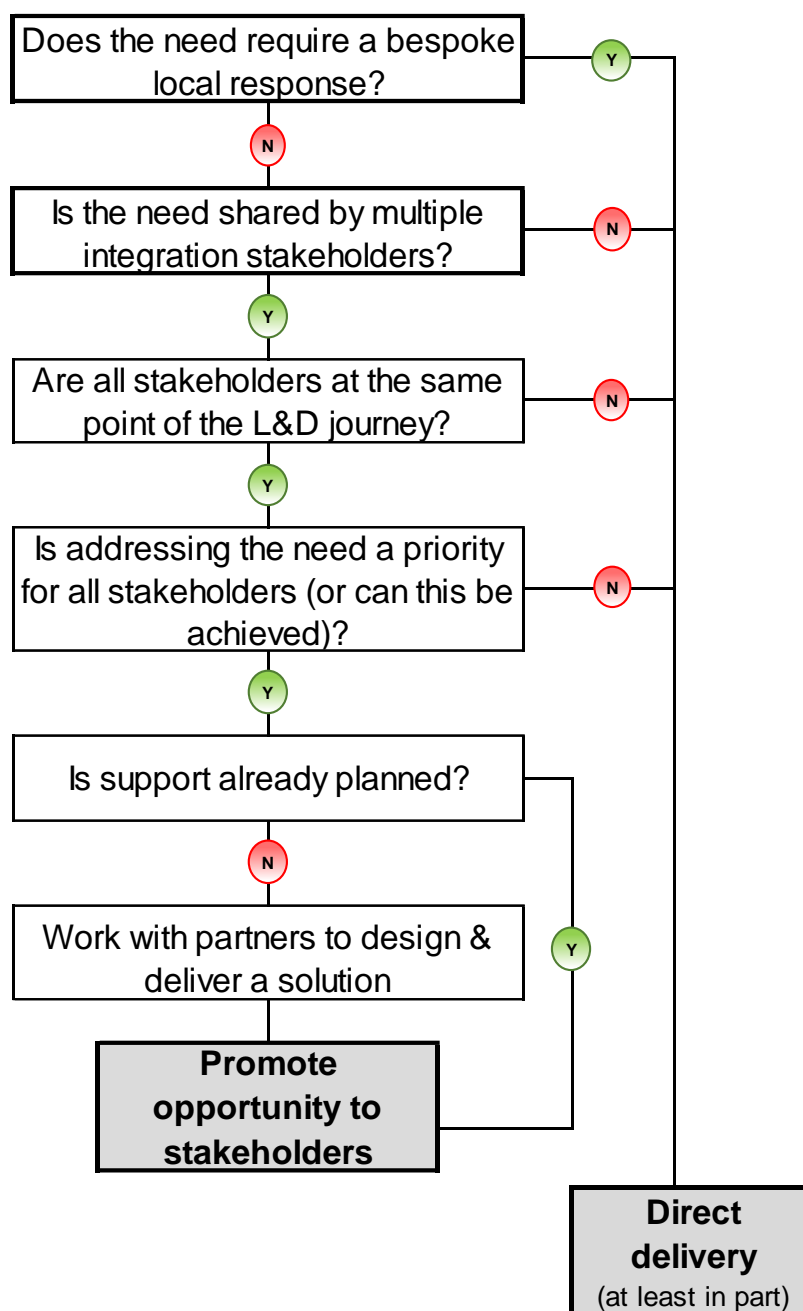 Does the need require a bespoke
local response?
Y
N
Is the need shared by multiple
integration stakeholders?
N
Y
Are all stakeholders at the same
point of the L&D journey?
N
Y
Is addressing the need a priority
for all stakeholders (or can this be
achieved)?
N
Y
Is support already planned?
N
Work with partners to design &
deliver a solution
Y
Promote
opportunity to
stakeholders
Direct
delivery
(at least in part)